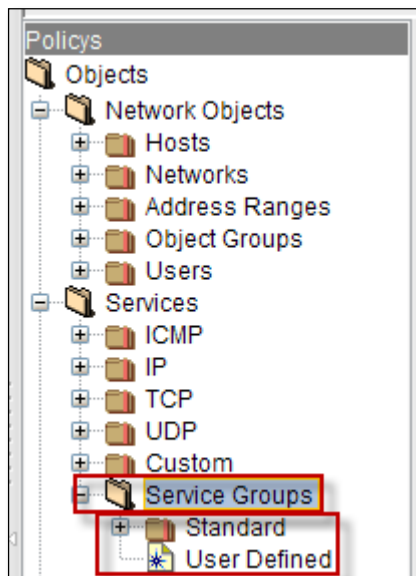 Policys
Objects
Network Objects
Hosts
Networks
Address Ranges
Object Groups
Users
Services
ICMP
IP
TCP
UDP
Custom
Service Groups
Standard
User Defined